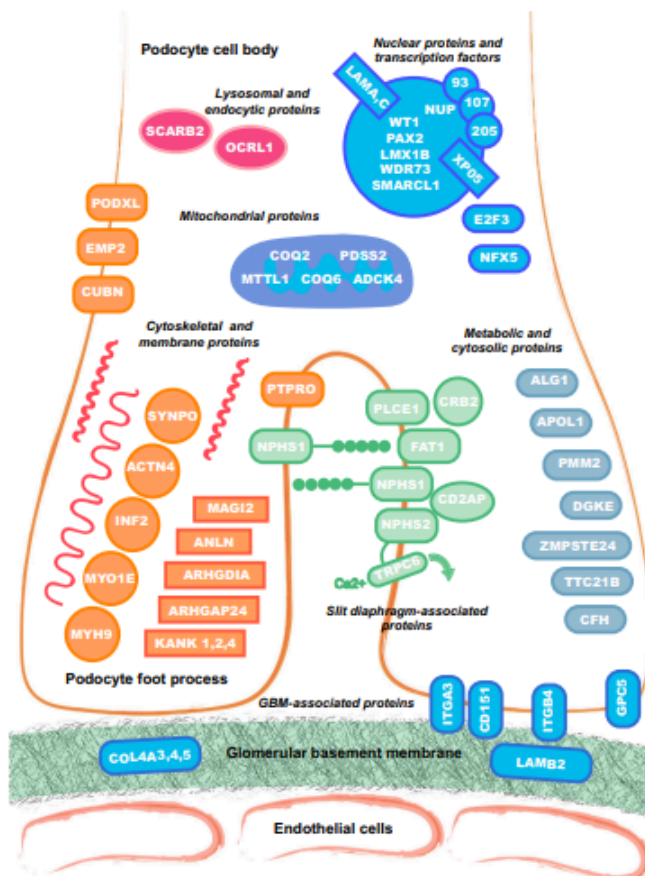 Podocyte cell body
Nuclear proteins and
transcription factors
Lysosomal and
endocytic proteins
SCARB2
OCRL1
LAMA,C
93
NUP
107
205
WT1
PAX2
LMX1B
WDR73
SMARCL1
XP05
E2F3
NFX5
PODXL
EMP2
CUBN
Mitochondrial proteins
COQ2 PDSS2
MTTL1 COQ6 ADCK4
Cytoskeletal and
membrane proteins
Metabolic and
cytosolic proteins
SYNPO
ACTN4
INF2
MYO1E
MYH9
MAGI2
ANLN
ARHGDIA
ARHGAP24
KANK 1,2,4
PTPRO
NPHS1
PLCE1
CRB2
FAT1
NPHS1
CD2AP
NPHS2
TRPC6
Ca2+
Slit diaphragm-associated
proteins
ALG1
APOL1
PMM2
DGKE
ZMPSTE24
TTC21B
CFH
Podocyte foot process
GBM-associated proteins
ITGA3
CD151
ITGB4
GPC5
COL4A3,4,5
Glomerular basement membrane
LAMB2
Endothelial cells